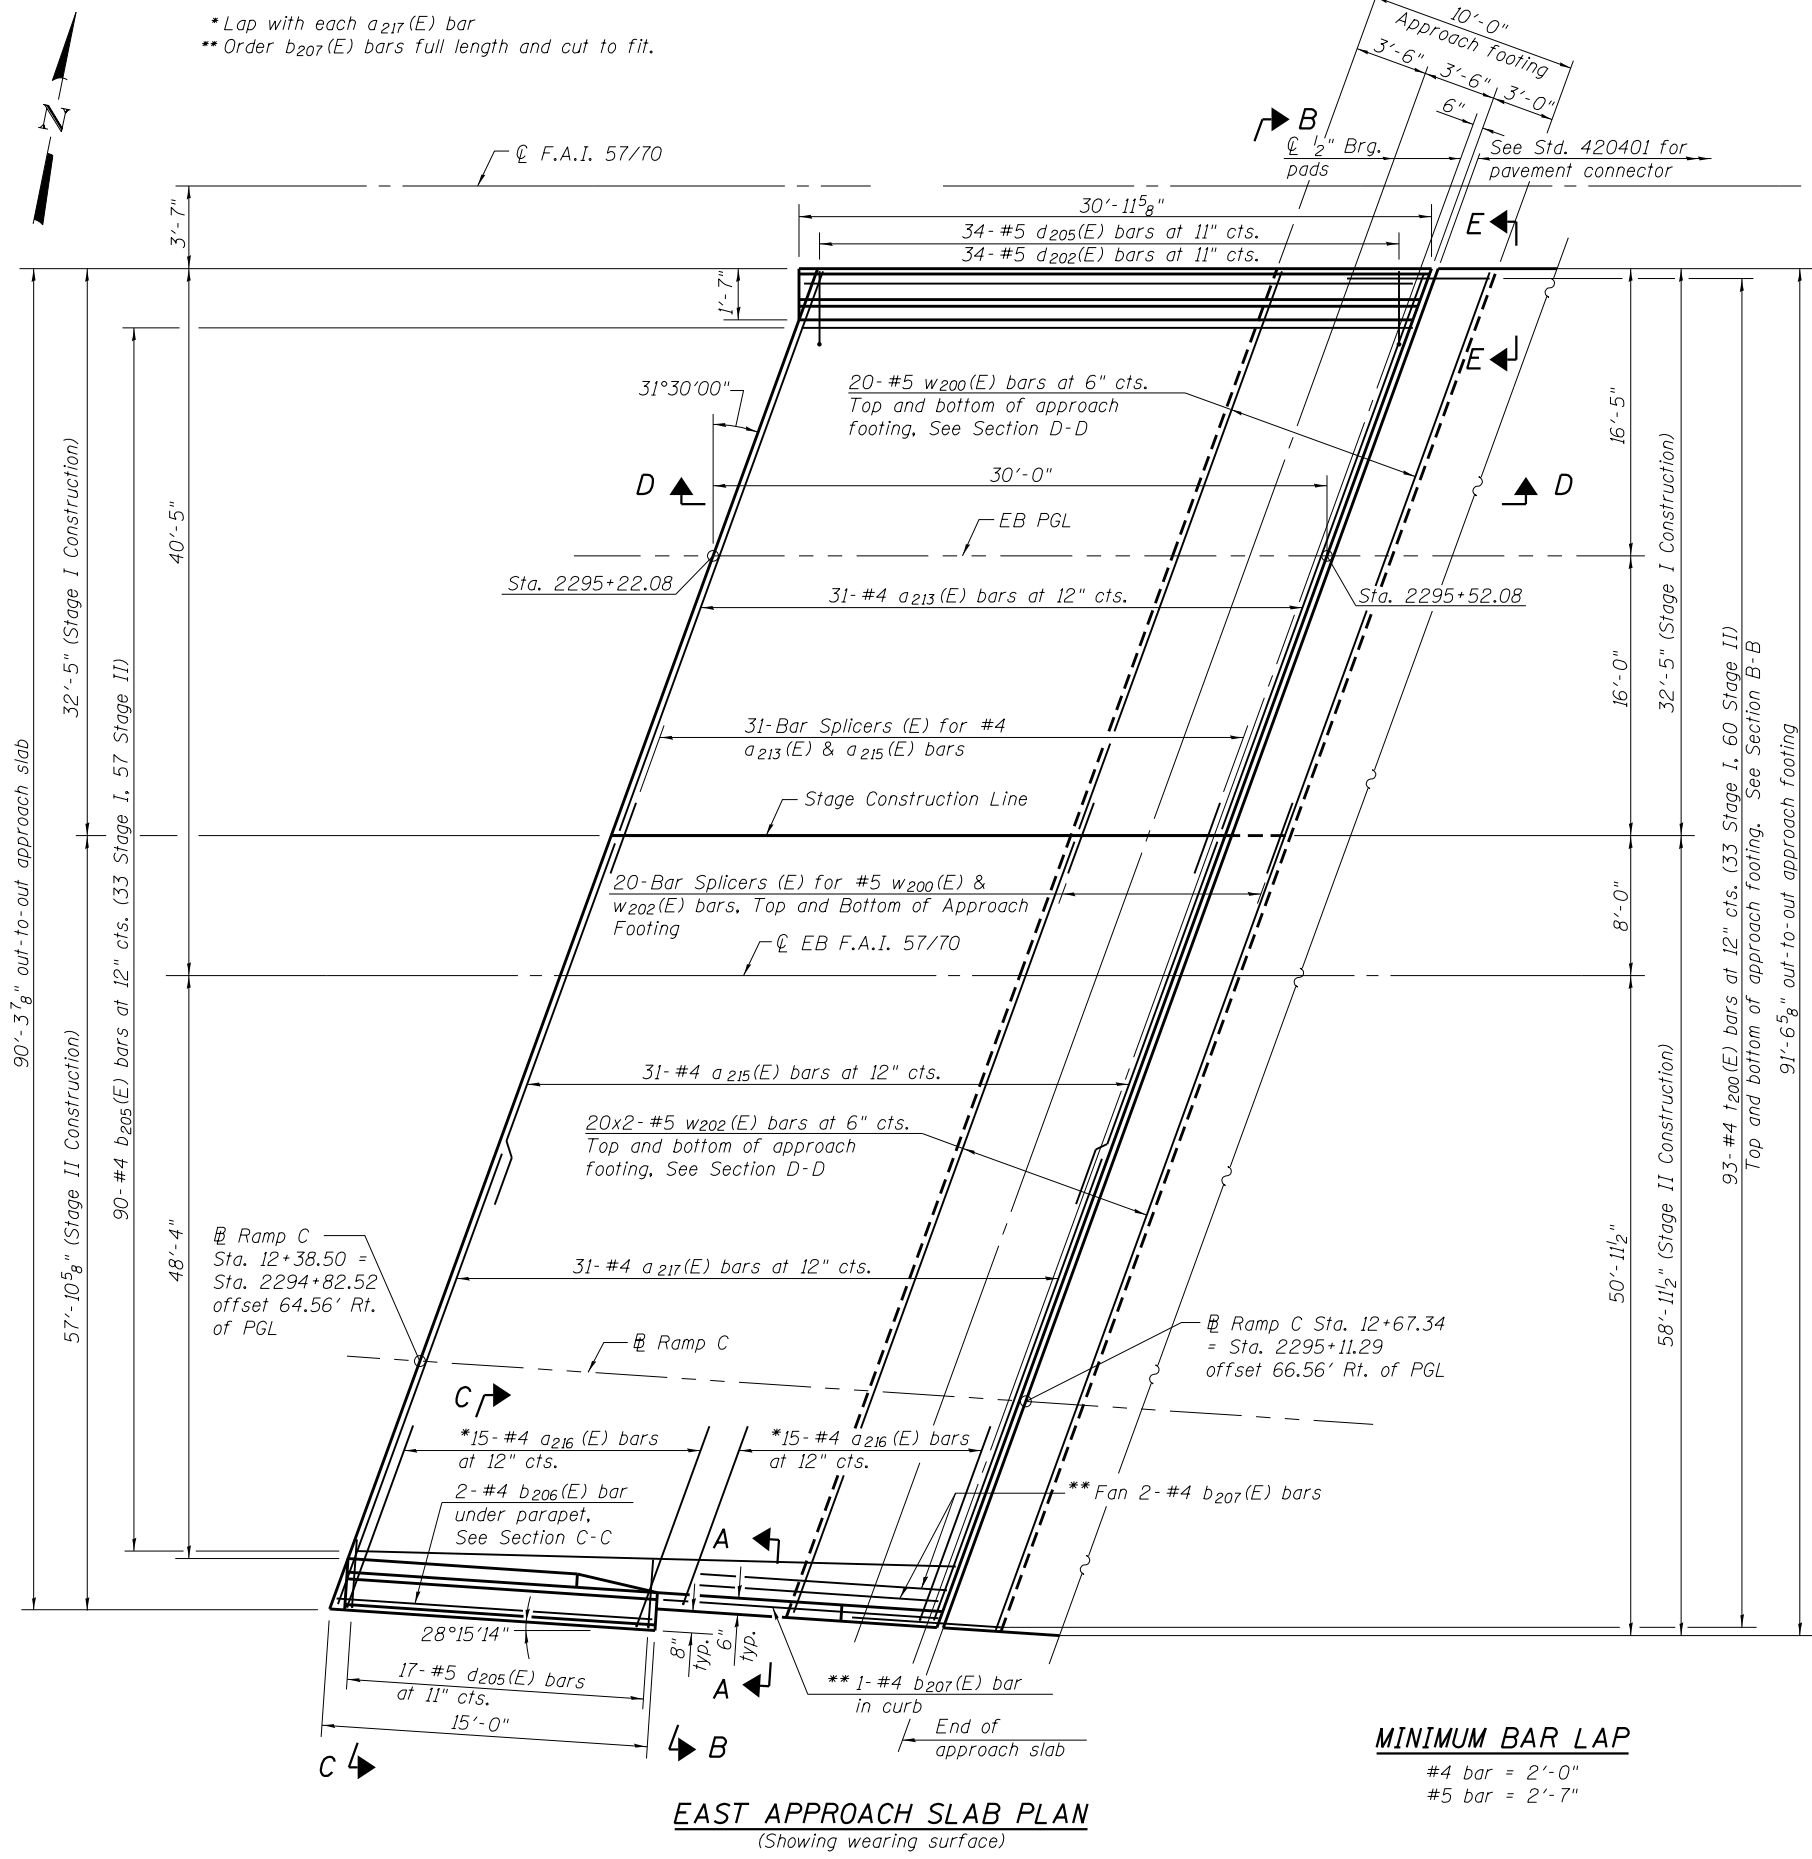 * Lap with each a217(E) bar
** Order b207(E) bars full length and cut to fit.
N
10'-0"
Approach footing
3'-6"
3'-6"
3'-0"
6"
B
℄ F.A.I. 57/70
℄ ½" Brg.
pads
See Std. 420401 for
pavement connector
3'-7"
30'-11⅝"
34-#5 d205(E) bars at 11" cts.
34-#5 d202(E) bars at 11" cts.
E
1'-7"
E
31°30'00"
20-#5 w200(E) bars at 6" cts.
Top and bottom of approach
footing, See Section D-D
16'-5"
30'-0"
D
D
EB PGL
40'-5"
32'-5" (Stage I Construction)
32'-5" (Stage I Construction)
Sta. 2295+22.08
31-#4 a213(E) bars at 12" cts.
Sta. 2295+52.08
16'-0"
31-Bar Splicers (E) for #4
a213(E) & a215(E) bars
Stage Construction Line
90'-3⅞" out-to-out approach slab
90-#4 b205(E) bars at 12" cts. (33 Stage I, 57 Stage II)
93-#4 t200(E) bars at 12" cts. (33 Stage I, 60 Stage II)
Top and bottom of approach footing. See Section B-B
91'-6⅝" out-to-out approach footing
20-Bar Splicers (E) for #5 w200(E) &
w202(E) bars, Top and Bottom of Approach
Footing
8'-0"
℄ EB F.A.I. 57/70
31-#4 a215(E) bars at 12" cts.
20x2-#5 w202(E) bars at 6" cts.
Top and bottom of approach
footing, See Section D-D
57'-10⅝" (Stage II Construction)
48'-4"
50'-11½"
58'-11½" (Stage II Construction)
B̲L Ramp C
Sta. 12+38.50 =
Sta. 2294+82.52
offset 64.56' Rt.
of PGL
31-#4 a217(E) bars at 12" cts.
B̲L Ramp C
B̲L Ramp C Sta. 12+67.34
= Sta. 2295+11.29
offset 66.56' Rt. of PGL
C
*15-#4 a216(E) bars
at 12" cts.
*15-#4 a216(E) bars
at 12" cts.
2-#4 b206(E) bar
under parapet,
See Section C-C
** Fan 2-#4 b207(E) bars
A
28°15'14"
8"
typ.
6"
typ.
17-#5 d205(E) bars
at 11" cts.
A
** 1-#4 b207(E) bar
in curb
15'-0"
B
End of
approach slab
C
MINIMUM BAR LAP
#4 bar = 2'-0"
#5 bar = 2'-7"
EAST APPROACH SLAB PLAN
(Showing wearing surface)